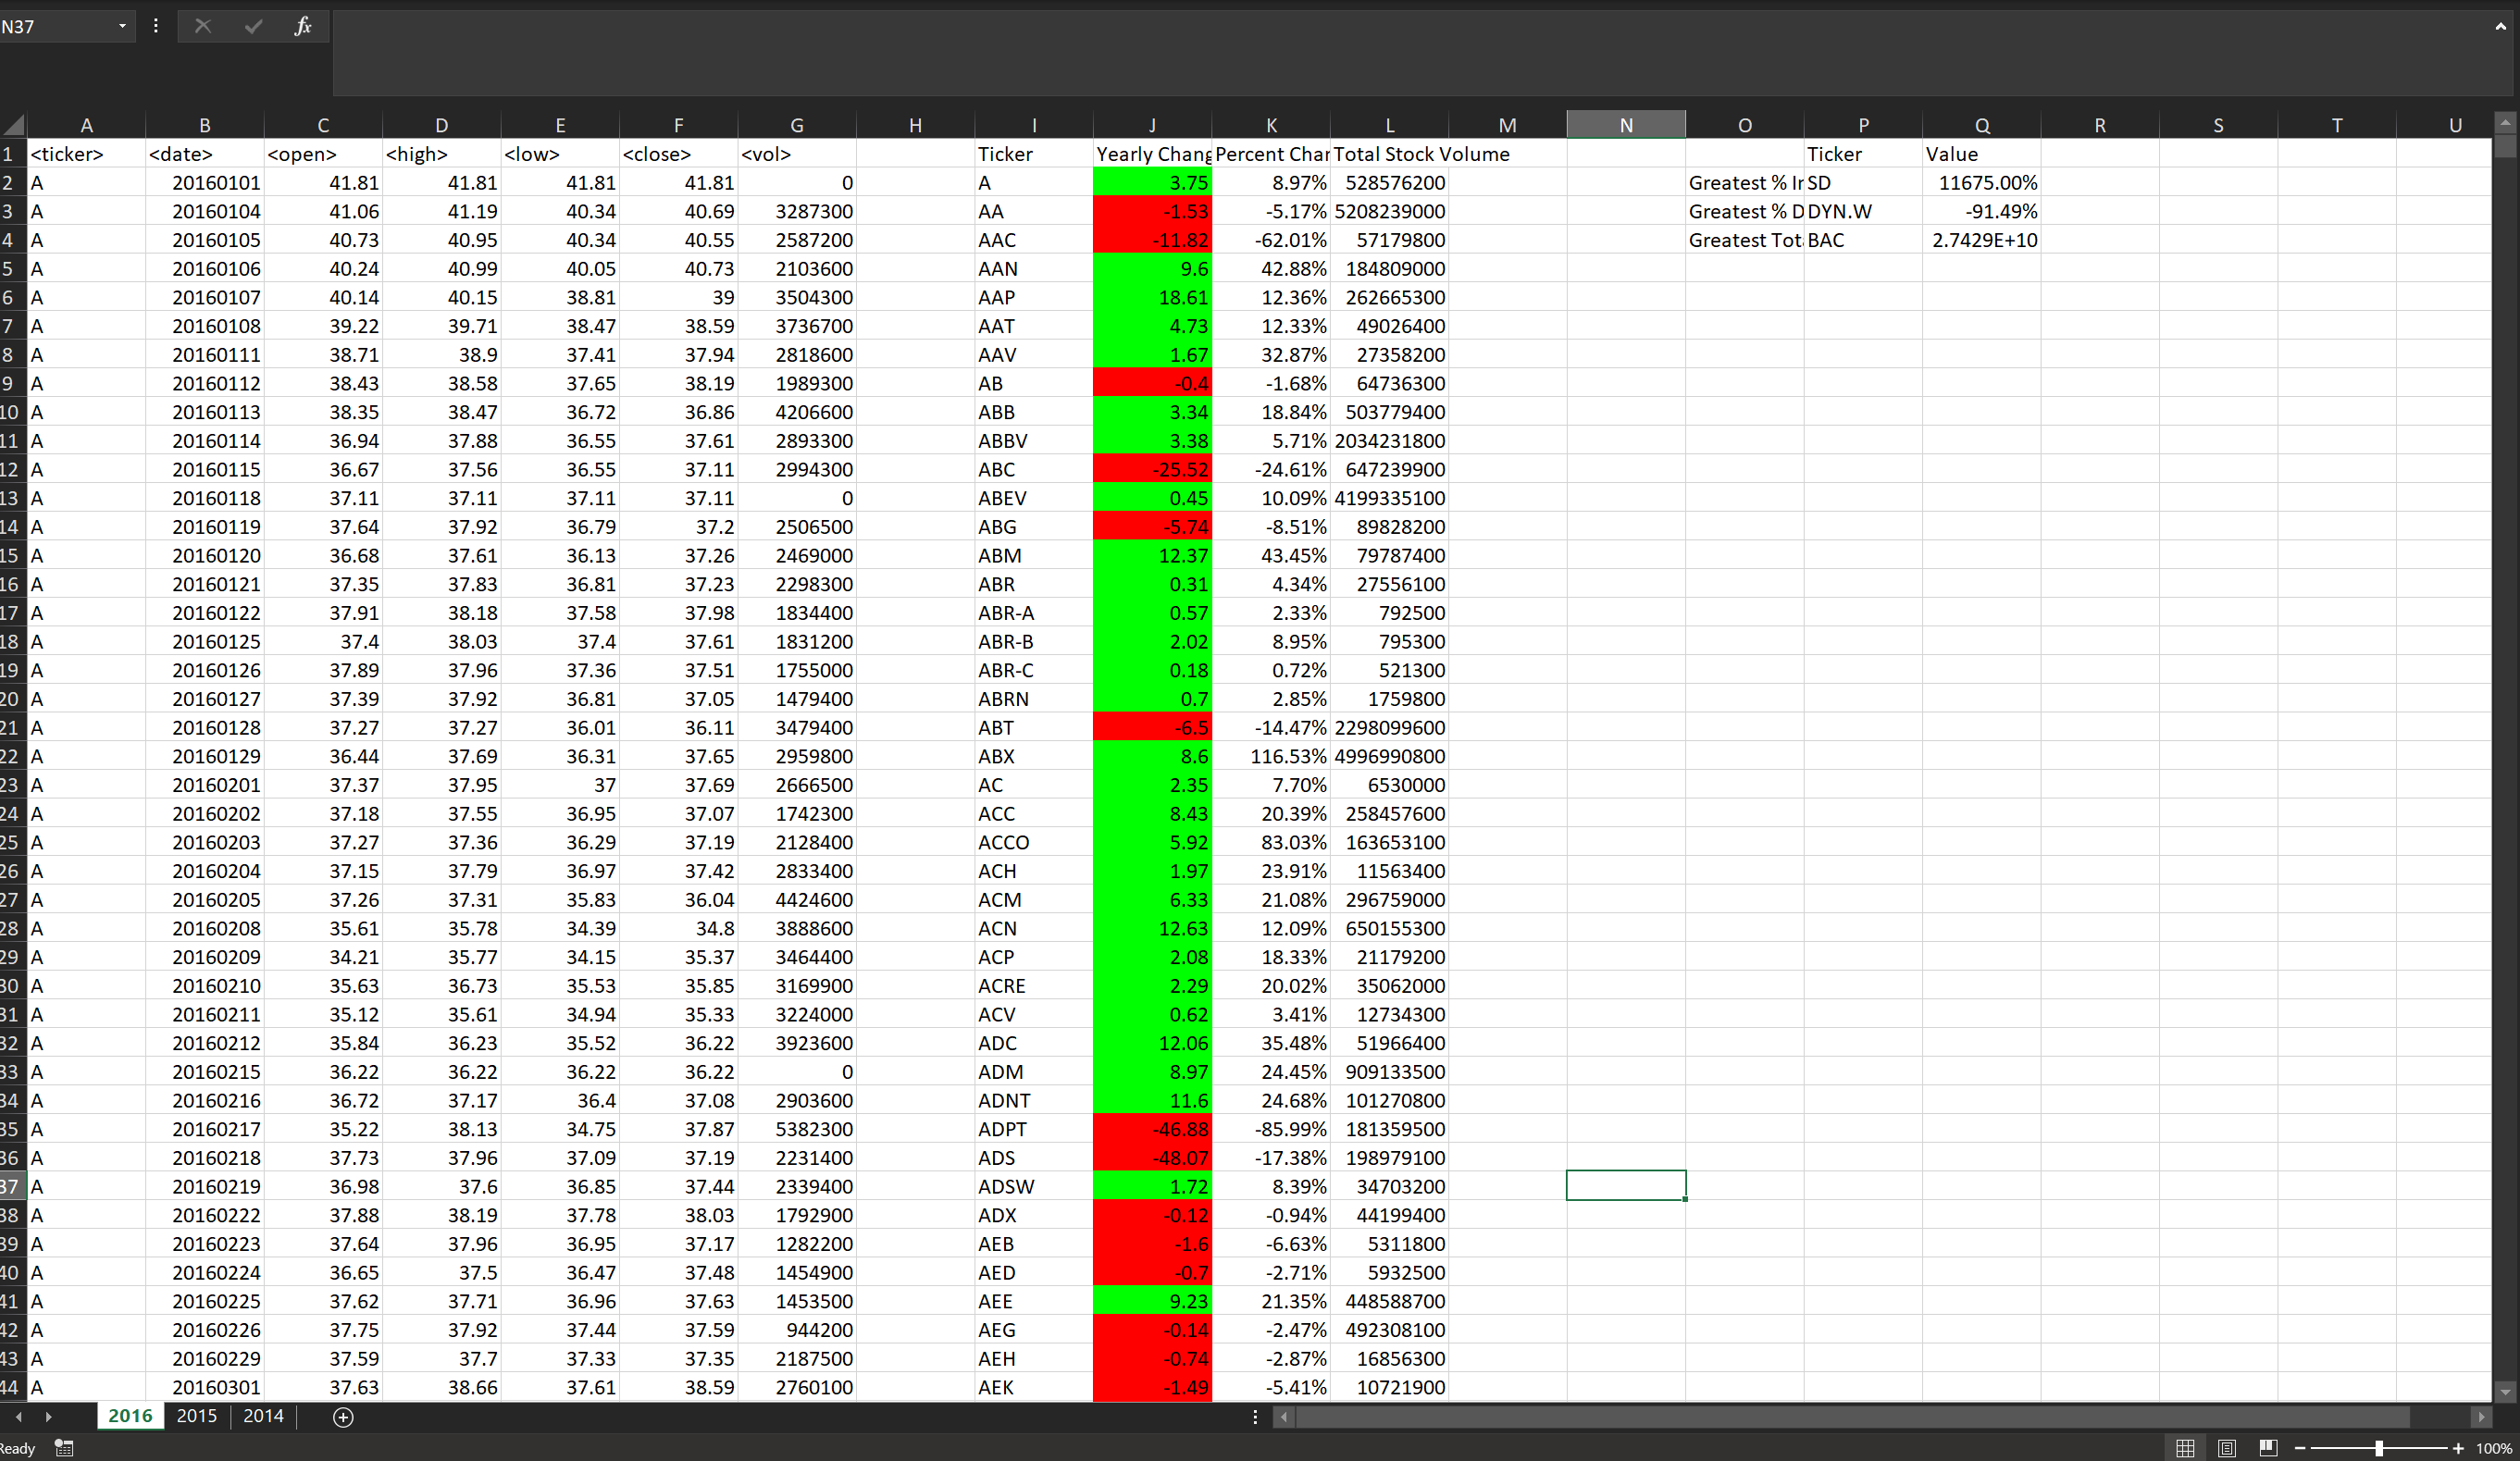 N37 fx
A B C D E F G H I J K L M N O P Q R S T U
1 <ticker> <date> <open> <high> <low> <close> <vol> Ticker Yearly Chang Percent Char Total Stock Volume Ticker Value
2 A 20160101 41.81 41.81 41.81 41.81 0 A 3.75 8.97% 528576200 Greatest % Ir SD 11675.00%
3 A 20160104 41.06 41.19 40.34 40.69 3287300 AA -1.53 -5.17% 5208239000 Greatest % D DYN.W -91.49%
4 A 20160105 40.73 40.95 40.34 40.55 2587200 AAC -11.82 -62.01% 57179800 Greatest Tot BAC 2.7429E+10
5 A 20160106 40.24 40.99 40.05 40.73 2103600 AAN 9.6 42.88% 184809000
6 A 20160107 40.14 40.15 38.81 39 3504300 AAP 18.61 12.36% 262665300
7 A 20160108 39.22 39.71 38.47 38.59 3736700 AAT 4.73 12.33% 49026400
8 A 20160111 38.71 38.9 37.41 37.94 2818600 AAV 1.67 32.87% 27358200
9 A 20160112 38.43 38.58 37.65 38.19 1989300 AB -0.4 -1.68% 64736300
10 A 20160113 38.35 38.47 36.72 36.86 4206600 ABB 3.34 18.84% 503779400
11 A 20160114 36.94 37.88 36.55 37.61 2893300 ABBV 3.38 5.71% 2034231800
12 A 20160115 36.67 37.56 36.55 37.11 2994300 ABC -25.52 -24.61% 647239900
13 A 20160118 37.11 37.11 37.11 37.11 0 ABEV 0.45 10.09% 4199335100
14 A 20160119 37.64 37.92 36.79 37.2 2506500 ABG -5.74 -8.51% 89828200
15 A 20160120 36.68 37.61 36.13 37.26 2469000 ABM 12.37 43.45% 79787400
16 A 20160121 37.35 37.83 36.81 37.23 2298300 ABR 0.31 4.34% 27556100
17 A 20160122 37.91 38.18 37.58 37.98 1834400 ABR-A 0.57 2.33% 792500
18 A 20160125 37.4 38.03 37.4 37.61 1831200 ABR-B 2.02 8.95% 795300
19 A 20160126 37.89 37.96 37.36 37.51 1755000 ABR-C 0.18 0.72% 521300
20 A 20160127 37.39 37.92 36.81 37.05 1479400 ABRN 0.7 2.85% 1759800
21 A 20160128 37.27 37.27 36.01 36.11 3479400 ABT -6.5 -14.47% 2298099600
22 A 20160129 36.44 37.69 36.31 37.65 2959800 ABX 8.6 116.53% 4996990800
23 A 20160201 37.37 37.95 37 37.69 2666500 AC 2.35 7.70% 6530000
24 A 20160202 37.18 37.55 36.95 37.07 1742300 ACC 8.43 20.39% 258457600
25 A 20160203 37.27 37.36 36.29 37.19 2128400 ACCO 5.92 83.03% 163653100
26 A 20160204 37.15 37.79 36.97 37.42 2833400 ACH 1.97 23.91% 11563400
27 A 20160205 37.26 37.31 35.83 36.04 4424600 ACM 6.33 21.08% 296759000
28 A 20160208 35.61 35.78 34.39 34.8 3888600 ACN 12.63 12.09% 650155300
29 A 20160209 34.21 35.77 34.15 35.37 3464400 ACP 2.08 18.33% 21179200
30 A 20160210 35.63 36.73 35.53 35.85 3169900 ACRE 2.29 20.02% 35062000
31 A 20160211 35.12 35.61 34.94 35.33 3224000 ACV 0.62 3.41% 12734300
32 A 20160212 35.84 36.23 35.52 36.22 3923600 ADC 12.06 35.48% 51966400
33 A 20160215 36.22 36.22 36.22 36.22 0 ADM 8.97 24.45% 909133500
34 A 20160216 36.72 37.17 36.4 37.08 2903600 ADNT 11.6 24.68% 101270800
35 A 20160217 35.22 38.13 34.75 37.87 5382300 ADPT -46.88 -85.99% 181359500
36 A 20160218 37.73 37.96 37.09 37.19 2231400 ADS -48.07 -17.38% 198979100
37 A 20160219 36.98 37.6 36.85 37.44 2339400 ADSW 1.72 8.39% 34703200
38 A 20160222 37.88 38.19 37.78 38.03 1792900 ADX -0.12 -0.94% 44199400
39 A 20160223 37.64 37.96 36.95 37.17 1282200 AEB -1.6 -6.63% 5311800
40 A 20160224 36.65 37.5 36.47 37.48 1454900 AED -0.7 -2.71% 5932500
41 A 20160225 37.62 37.71 36.96 37.63 1453500 AEE 9.23 21.35% 448588700
42 A 20160226 37.75 37.92 37.44 37.59 944200 AEG -0.14 -2.47% 492308100
43 A 20160229 37.59 37.7 37.33 37.35 2187500 AEH -0.74 -2.87% 16856300
44 A 20160301 37.63 38.66 37.61 38.59 2760100 AEK -1.49 -5.41% 10721900
2016 2015 2014
Ready 100%